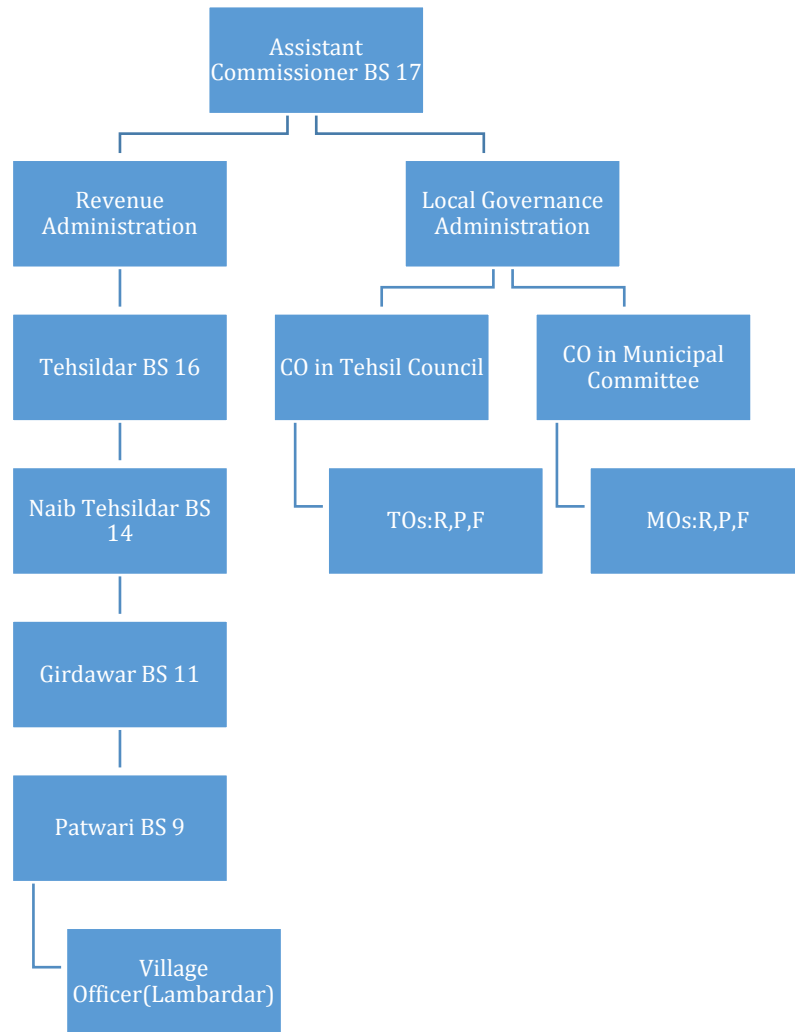 Assistant
Commissioner BS 17
Revenue
Administration
Local Governance
Administration
Tehsildar BS 16
CO in Tehsil Council
CO in Municipal
Committee
Naib Tehsildar BS
14
TOs:R,P,F
MOs:R,P,F
Girdawar BS 11
Patwari BS 9
Village
Officer(Lambardar)